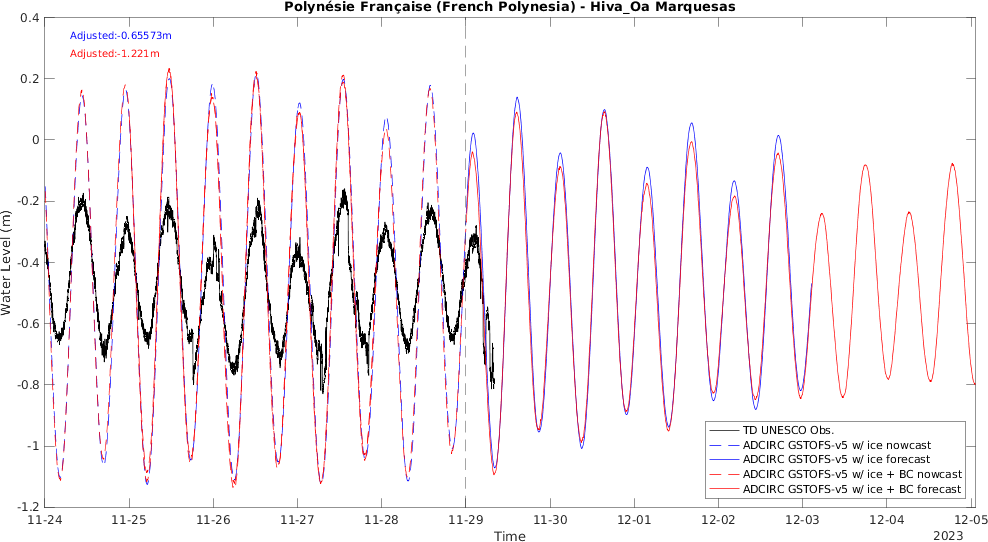 Polynésie Française (French Polynesia) - Hiva_Oa Marquesas
Adjusted:-0.65573m
Adjusted:-1.221m
0.4
0.2
0
-0.2
-0.4
-0.6
-0.8
-1
-1.2
Water Level (m)
TD UNESCO Obs.
ADCIRC GSTOFS-v5 w/ ice nowcast
ADCIRC GSTOFS-v5 w/ ice forecast
ADCIRC GSTOFS-v5 w/ ice + BC nowcast
ADCIRC GSTOFS-v5 w/ ice + BC forecast
11-24 11-25 11-26 11-27 11-28 11-29 11-30 12-01 12-02 12-03 12-04 12-05
Time
2023